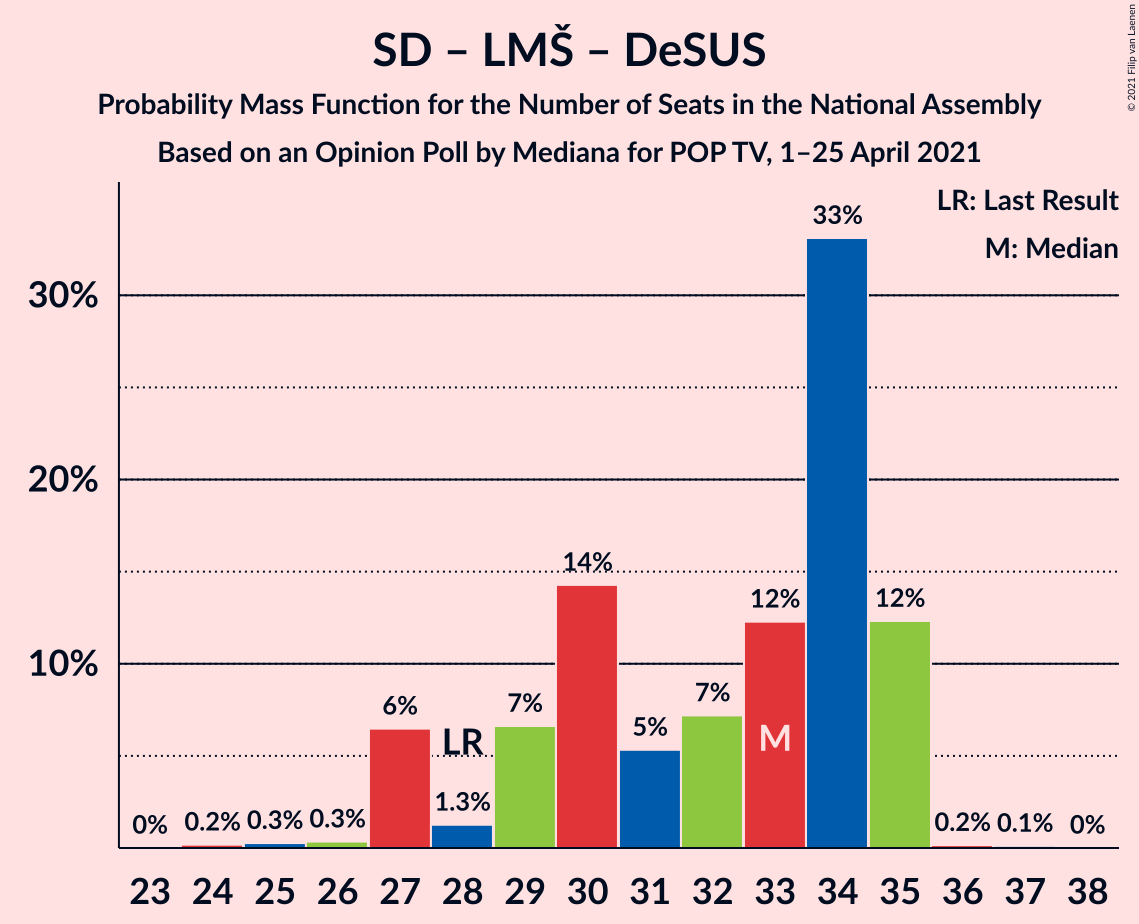 SD – LMŠ – DeSUS
Probability Mass Function for the Number of Seats in the National Assembly
Based on an Opinion Poll by Mediana for POP TV, 1–25 April 2021
© 2021 Filip van Laenen
LR: Last Result
M: Median
30%
20%
10%
0% 0.2% 0.3% 0.3% 6% 1.3% 7% 14% 5% 7% 12% 33% 12% 0.2% 0.1% 0%
LR
M
23 24 25 26 27 28 29 30 31 32 33 34 35 36 37 38